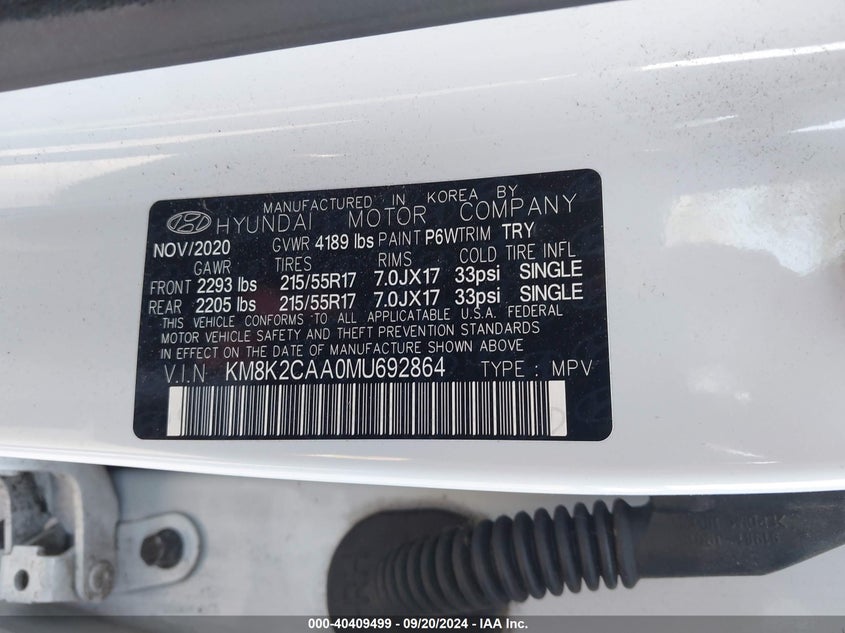 MANUFACTURED IN KOREA BY
HYUNDAI MOTOR COMPANY
NOV/2020 GVWR 4189 lbs PAINT P6W TRIM TRY
GAWR TIRES RIMS COLD TIRE INFL
FRONT 2293 lbs 215/55R17 7.0JX17 33psi SINGLE
REAR 2205 lbs 215/55R17 7.0JX17 33psi SINGLE
THIS VEHICLE CONFORMS TO ALL APPLICATABLE U.S.A. FEDERAL
MOTOR VEHICLE SAFETY AND THEFT PREVENTION STANDARDS
IN EFFECT ON THE DATE OF MANUFACTURE SHOWN ABOVE.
V.I.N KM8K2CAA0MU692864 TYPE : MPV
000-40409499 - 09/20/2024 - IAA Inc.